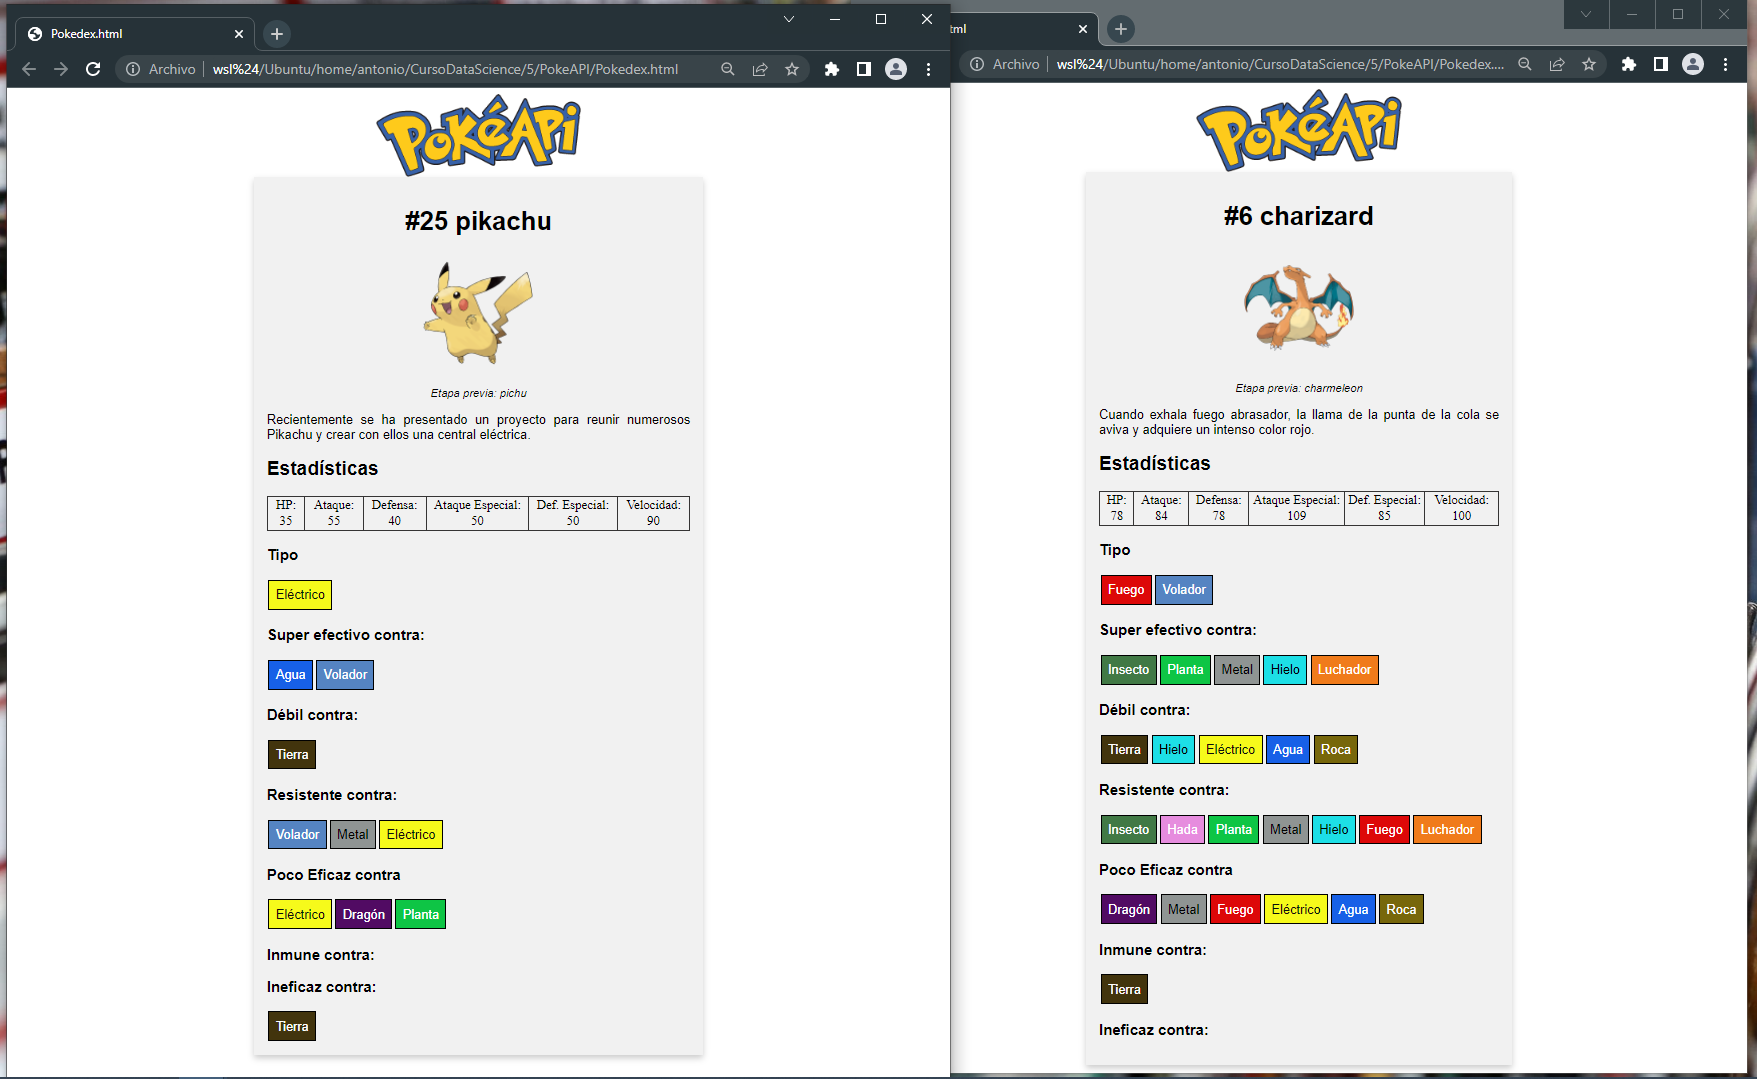 Pokedex.html
Archivo wsl%24/Ubuntu/home/antonio/CursoDataScience/5/PokeAPI/Pokedex.html
PokéApi
#25 pikachu
Etapa previa: pichu
Recientemente se ha presentado un proyecto para reunir numerosos
Pikachu y crear con ellos una central eléctrica.
Estadísticas
HP: Ataque: Defensa: Ataque Especial: Def. Especial: Velocidad:
35 55 40 50 50 90
Tipo
Eléctrico
Super efectivo contra:
Agua Volador
Débil contra:
Tierra
Resistente contra:
Volador Metal Eléctrico
Poco Eficaz contra
Eléctrico Dragón Planta
Inmune contra:
Ineficaz contra:
Tierra
tml
Archivo wsl%24/Ubuntu/home/antonio/CursoDataScience/5/PokeAPI/Pokedex....
PokéApi
#6 charizard
Etapa previa: charmeleon
Cuando exhala fuego abrasador, la llama de la punta de la cola se
aviva y adquiere un intenso color rojo.
Estadísticas
HP: Ataque: Defensa: Ataque Especial: Def. Especial: Velocidad:
78 84 78 109 85 100
Tipo
Fuego Volador
Super efectivo contra:
Insecto Planta Metal Hielo Luchador
Débil contra:
Tierra Hielo Eléctrico Agua Roca
Resistente contra:
Insecto Hada Planta Metal Hielo Fuego Luchador
Poco Eficaz contra
Dragón Metal Fuego Eléctrico Agua Roca
Inmune contra:
Tierra
Ineficaz contra: